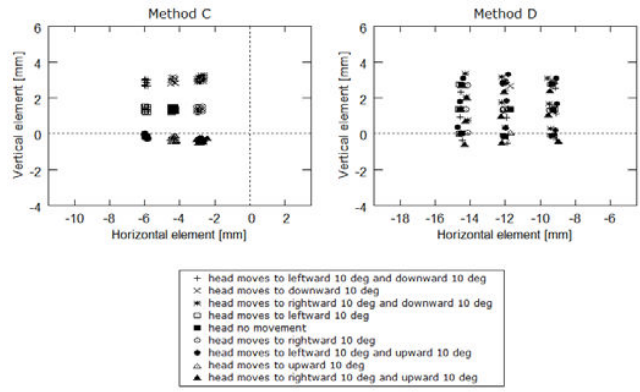 Method C
Method D
6
4
2
0
-2
-4
Vertical element [mm]
-10 -8 -6 -4 -2 0 2
Horizontal element [mm]
6
4
2
0
-2
-4
Vertical element [mm]
-18 -16 -14 -12 -10 -8 -6
Horizontal element [mm]
head moves to leftward 10 deg and downward 10 deg
head moves to downward 10 deg
head moves to rightward 10 deg and downward 10 deg
head moves to leftward 10 deg
head no movement
head moves to rightward 10 deg
head moves to leftward 10 deg and upward 10 deg
head moves to upward 10 deg
head moves to rightward 10 deg and upward 10 deg